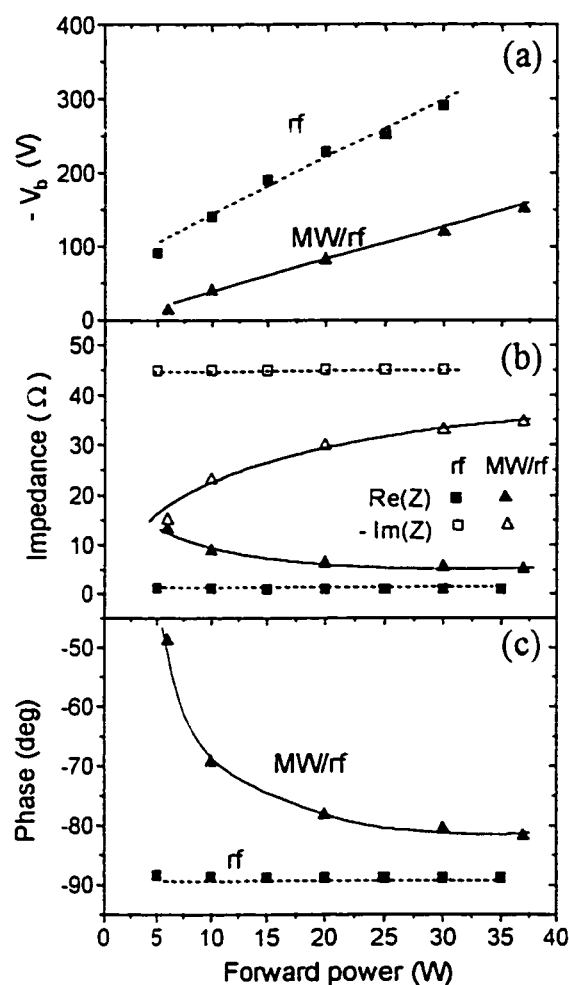 400
(a)
300
rf
200
- V_b (V)
MW/rf
100
0
50
(b)
40
30
Impedance (Ω)
rf MW/rf
20
Re(Z) ■ ▲
10
- Im(Z) □ △
0
(c)
-50
-60
Phase (deg)
-70
MW/rf
-80
rf
-90
0 5 10 15 20 25 30 35 40
Forward power (W)